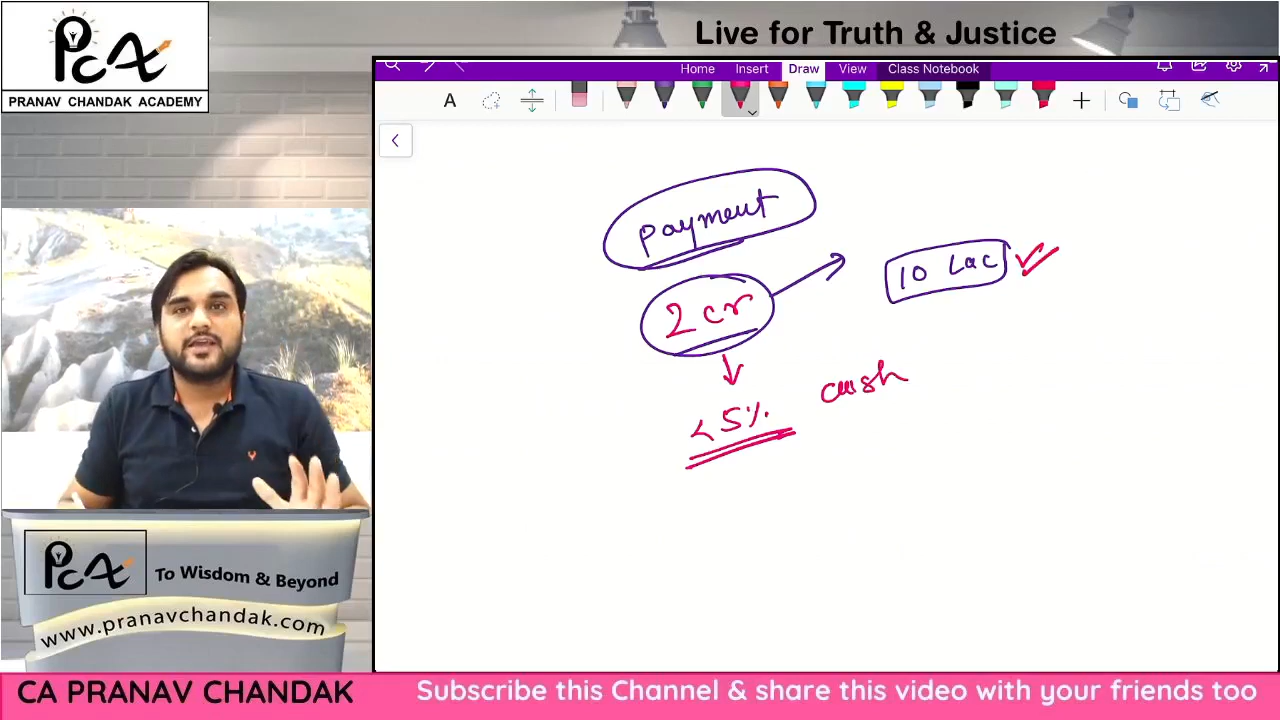 PCA
PRANAV CHANDAK ACADEMY
Live for Truth & Justice
Home Insert Draw View Class Notebook
A
payment
2 cr
10 Lac
<5%
cash
PCA
To Wisdom & Beyond
www.pranavchandak.com
CA PRANAV CHANDAK
Subscribe this Channel & share this video with your friends too